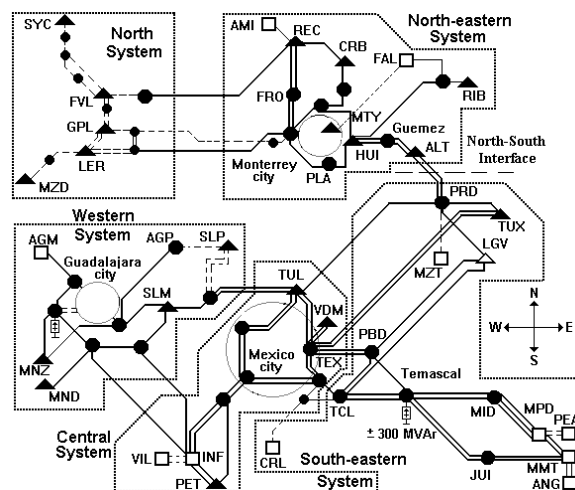 SYC
North
System
AMI
REC
North-eastern
System
CRB
FAL
FVL
FRO
RIB
MTY
GPL
Guemez
LER
Monterrey
city
HUI
ALT
North-South
Interface
MZD
PLA
PRD
Western
System
TUX
AGM
AGP
SLP
LGV
Guadalajara
city
MZT
TUL
SLM
VDM
N
W
E
S
PBD
MNZ
Mexico
city
TEX
Temascal
MND
TCL
MID
MPD
PEA
Central
System
± 300 MVAr
VIL
INF
South-eastern
System
CRL
JUI
MMT
PET
ANG